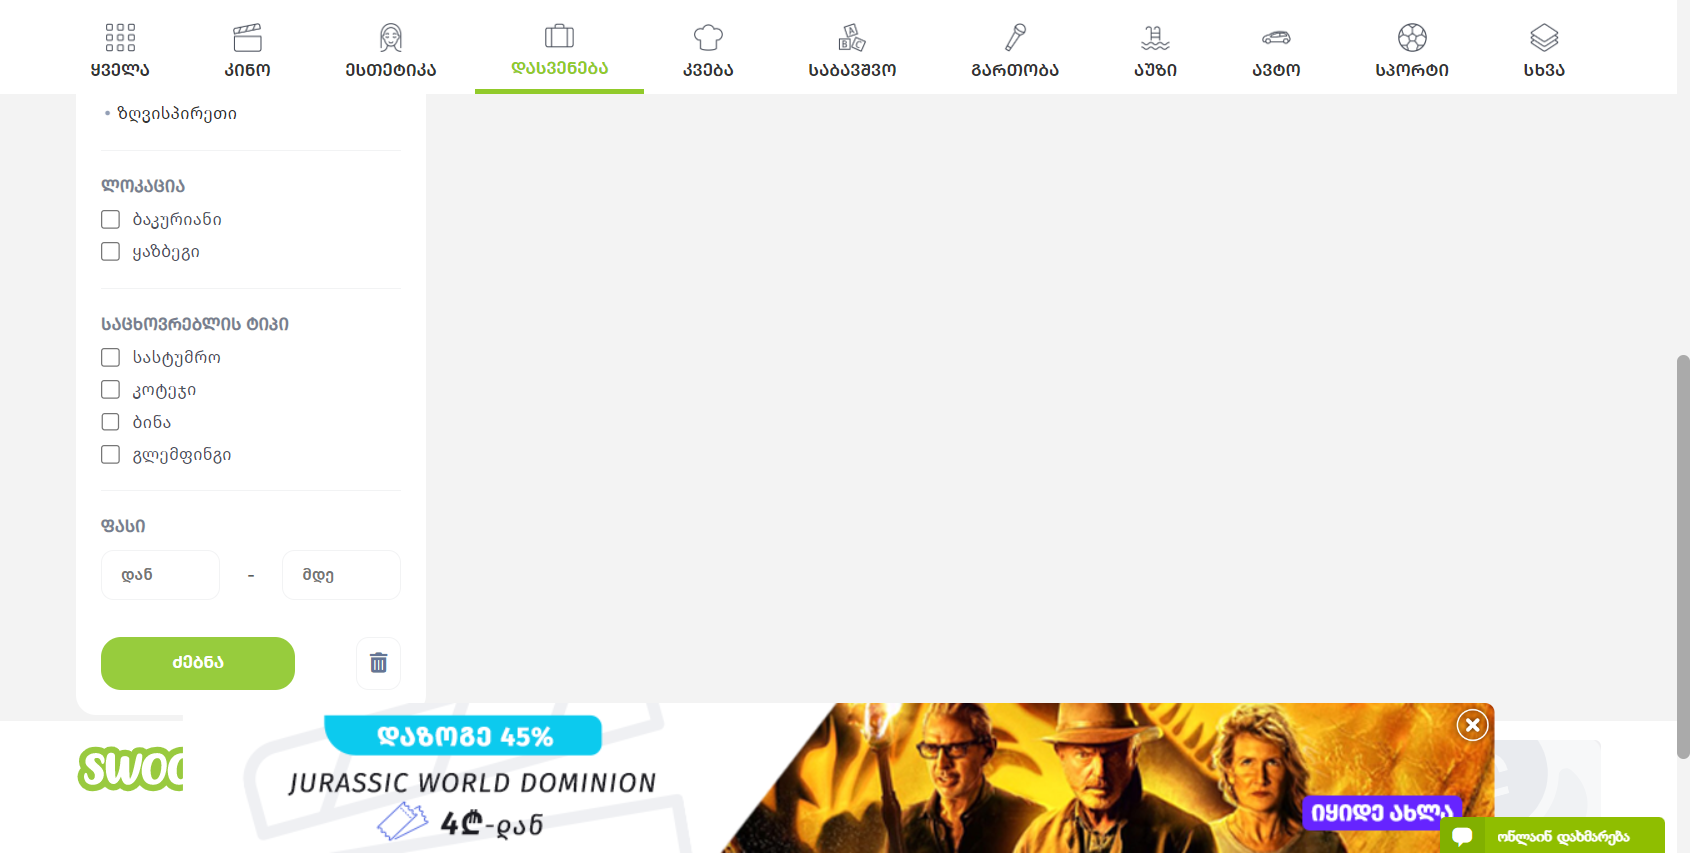 ყველა
კინო
ესთეტიკა
დასვენება
კვება
საბავშვო
გართობა
აუზი
ავტო
სპორტი
სხვა
• ზღვისპირეთი
ლოკაცია
ბაკურიანი
ყაზბეგი
საცხოვრებლის ტიპი
სასტუმრო
კოტეჯი
ბინა
გლემფინგი
ფასი
დან - მდე
ძებნა
დაზოგე 45%
JURASSIC WORLD DOMINION
4₾-დან
იყიდე ახლა
ონლაინ დახმარება